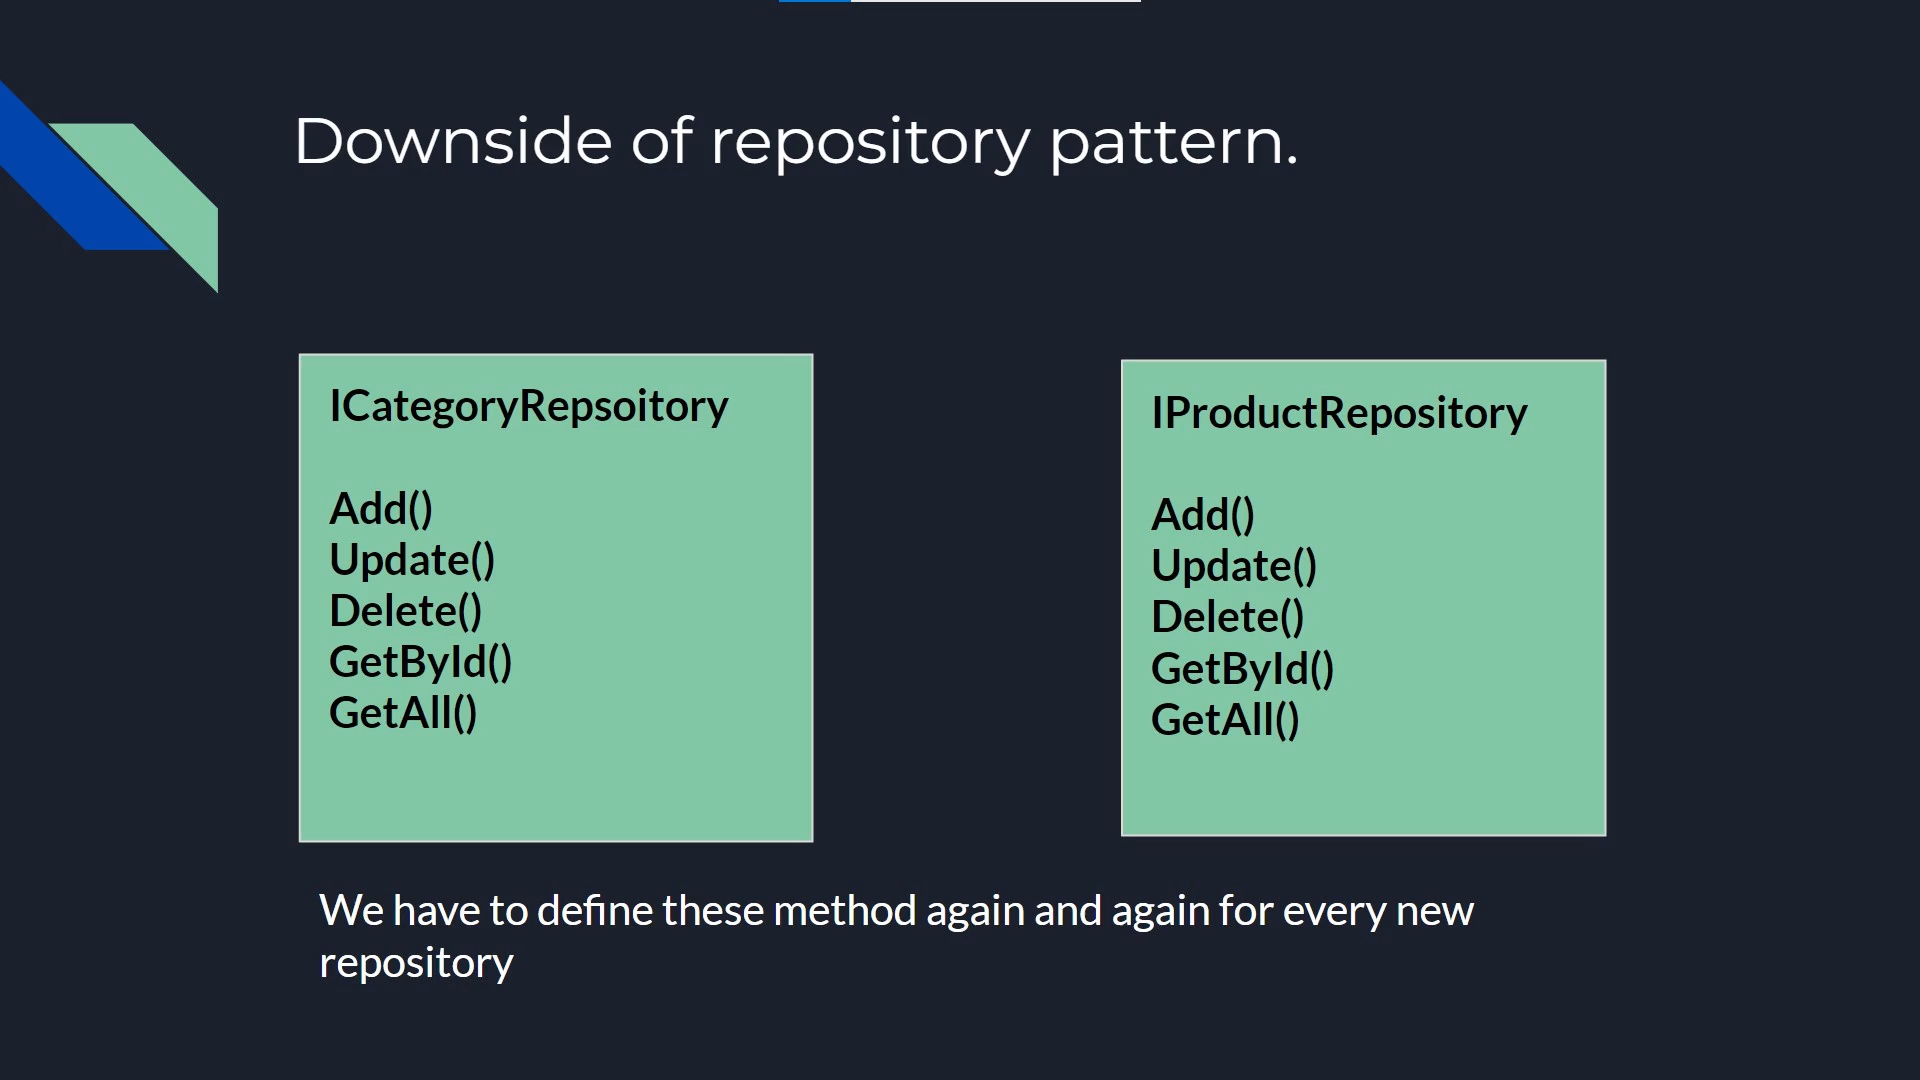 Downside of repository pattern.
ICategoryRepsoitory
Add()
Update()
Delete()
GetById()
GetAll()
IProductRepository
Add()
Update()
Delete()
GetById()
GetAll()
We have to define these method again and again for every new
repository